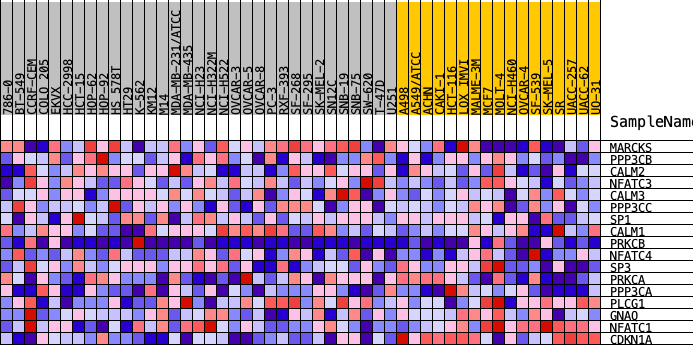 786-0
BT-549
CCRF-CEM
COLO 205
EKVX
HCC-2998
HCT-15
HOP-62
HOP-92
HS 578T
HT29
K-562
KM12
M14
MDA-MB-231/ATCC
MDA-MB-435
NCI-H23
NCI-H322M
NCI-H522
OVCAR-3
OVCAR-5
OVCAR-8
PC-3
RXF-393
SF-268
SF-295
SK-MEL-2
SN12C
SNB-19
SNB-75
SW-620
T-47D
U251
A498
A549/ATCC
ACHN
CAKI-1
HCT-116
LOX IMVI
MALME-3M
MCF7
MOLT-4
NCI-H460
OVCAR-4
SF-539
SK-MEL-5
SR
UACC-257
UACC-62
UO-31
SampleName
MARCKS
PPP3CB
CALM2
NFATC3
CALM3
PPP3CC
SP1
CALM1
PRKCB
NFATC4
SP3
PRKCA
PPP3CA
PLCG1
GNAQ
NFATC1
CDKN1A